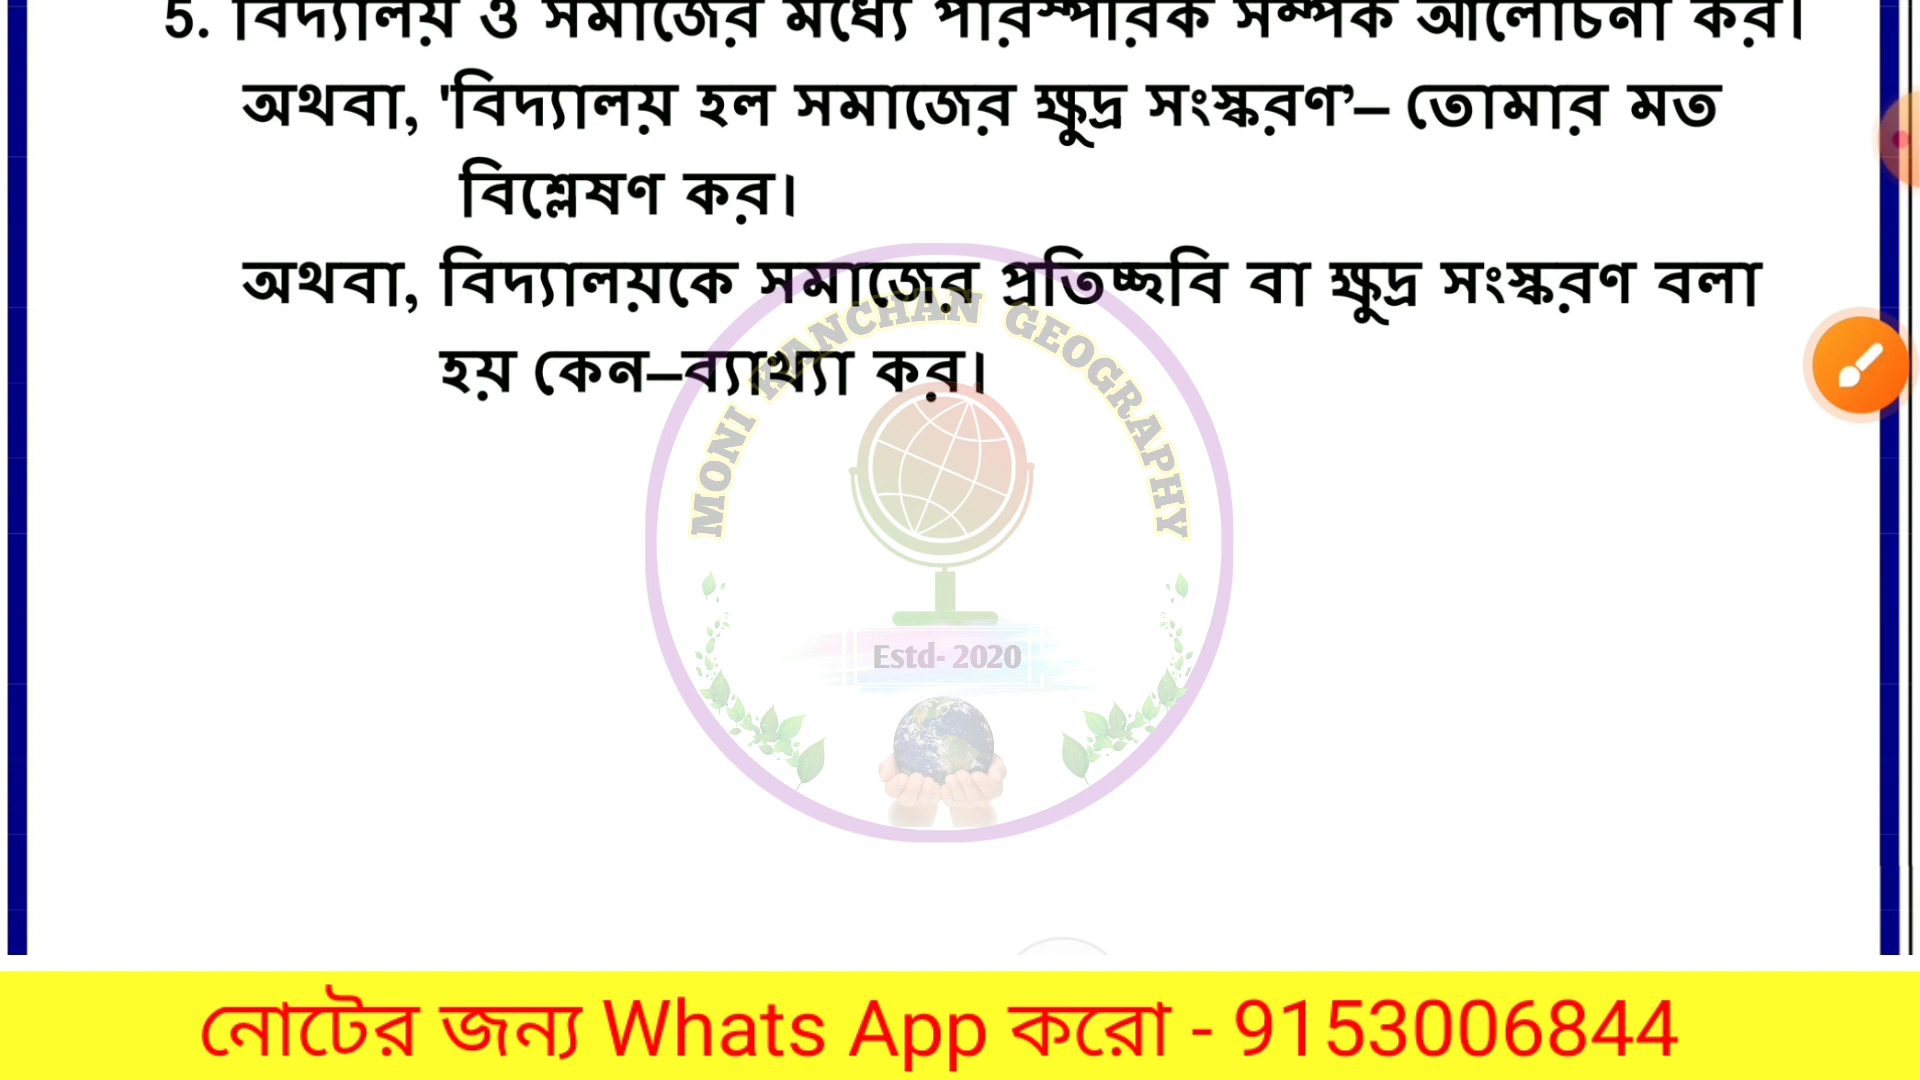 5. বিদ্যালয় ও সমাজের মধ্যে পারস্পারিক সম্পর্ক আলোচনা কর।
অথবা, 'বিদ্যালয় হল সমাজের ক্ষুদ্র সংস্করণ’– তোমার মত
বিশ্লেষণ কর।
অথবা, বিদ্যালয়কে সমাজের প্রতিচ্ছবি বা ক্ষুদ্র সংস্করণ বলা
হয় কেন–ব্যাখ্যা কর।
MONI KANCHAN GEOGRAPHY
Estd- 2020
নোটের জন্য Whats App করো - 9153006844